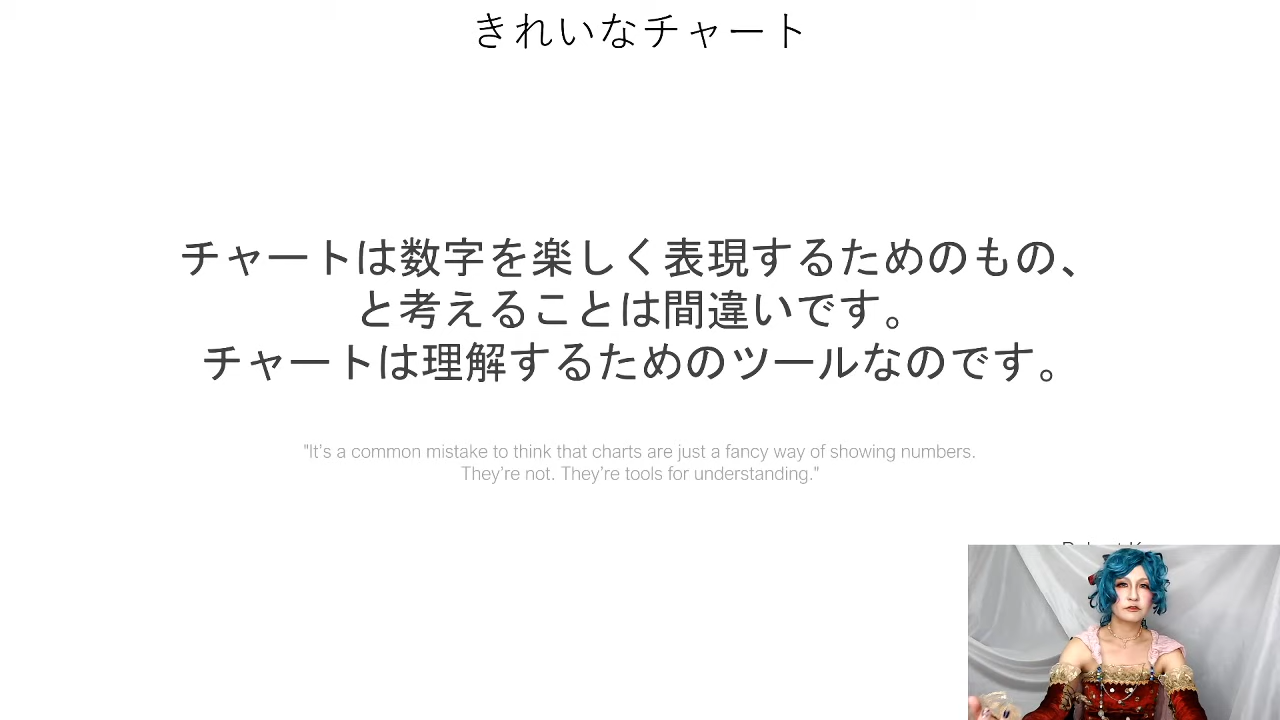 きれいなチャート
チャートは数字を楽しく表現するためのもの、
と考えることは間違いです。
チャートは理解するためのツールなのです。
"It's a common mistake to think that charts are just a fancy way of showing numbers.
They're not. They're tools for understanding."